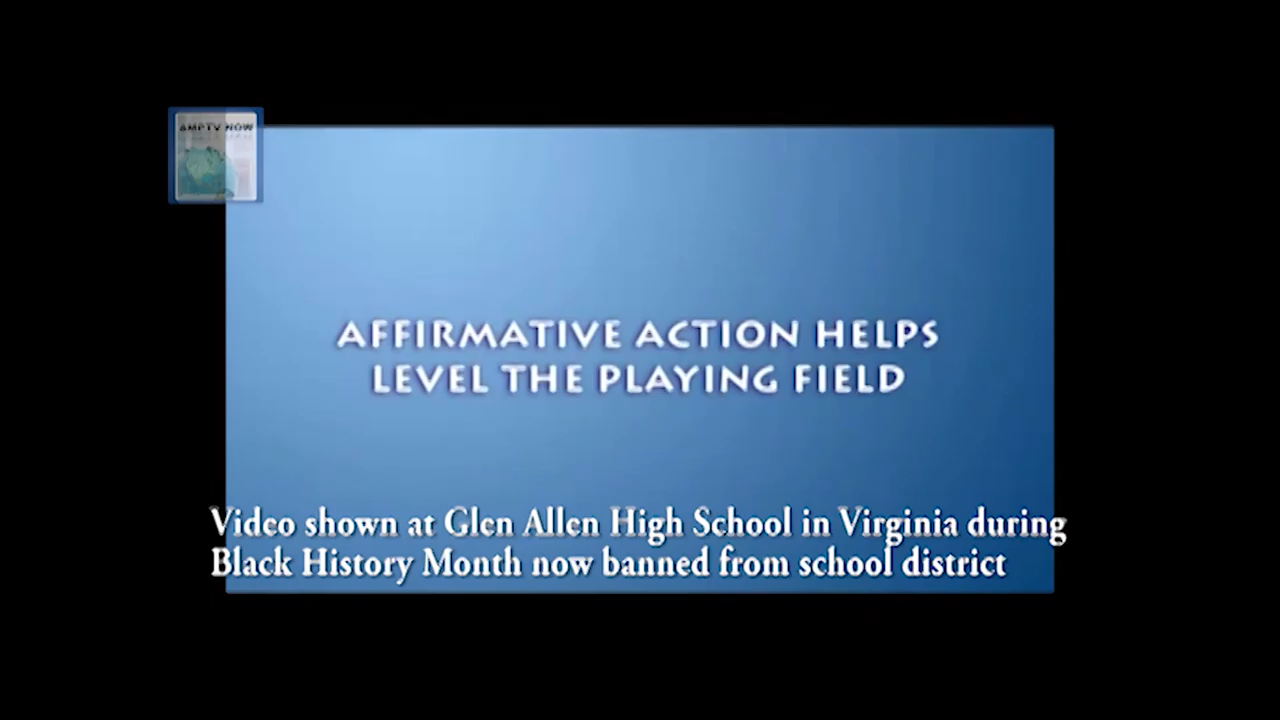 AMPTV NOW
AFFIRMATIVE ACTION HELPS
LEVEL THE PLAYING FIELD
Video shown at Glen Allen High School in Virginia during
Black History Month now banned from school district